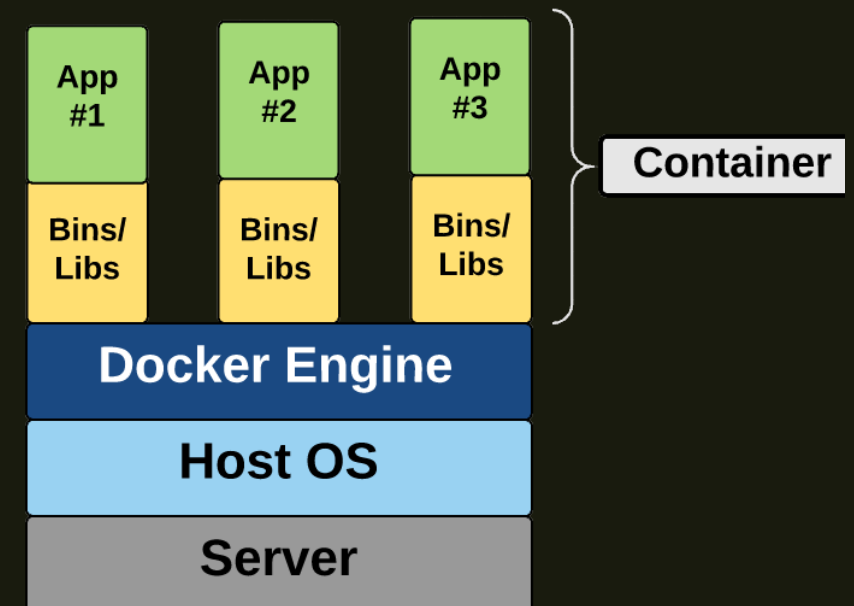 App
#1
App
#2
App
#3
Container
Bins/
Libs
Bins/
Libs
Bins/
Libs
Docker Engine
Host OS
Server